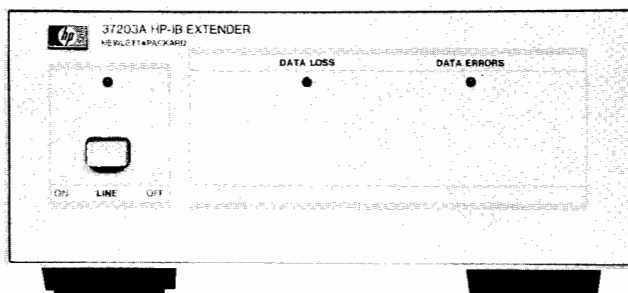 hp
37203A HP-IB EXTENDER
HEWLETT•PACKARD
DATA LOSS
DATA ERRORS
ON LINE OFF